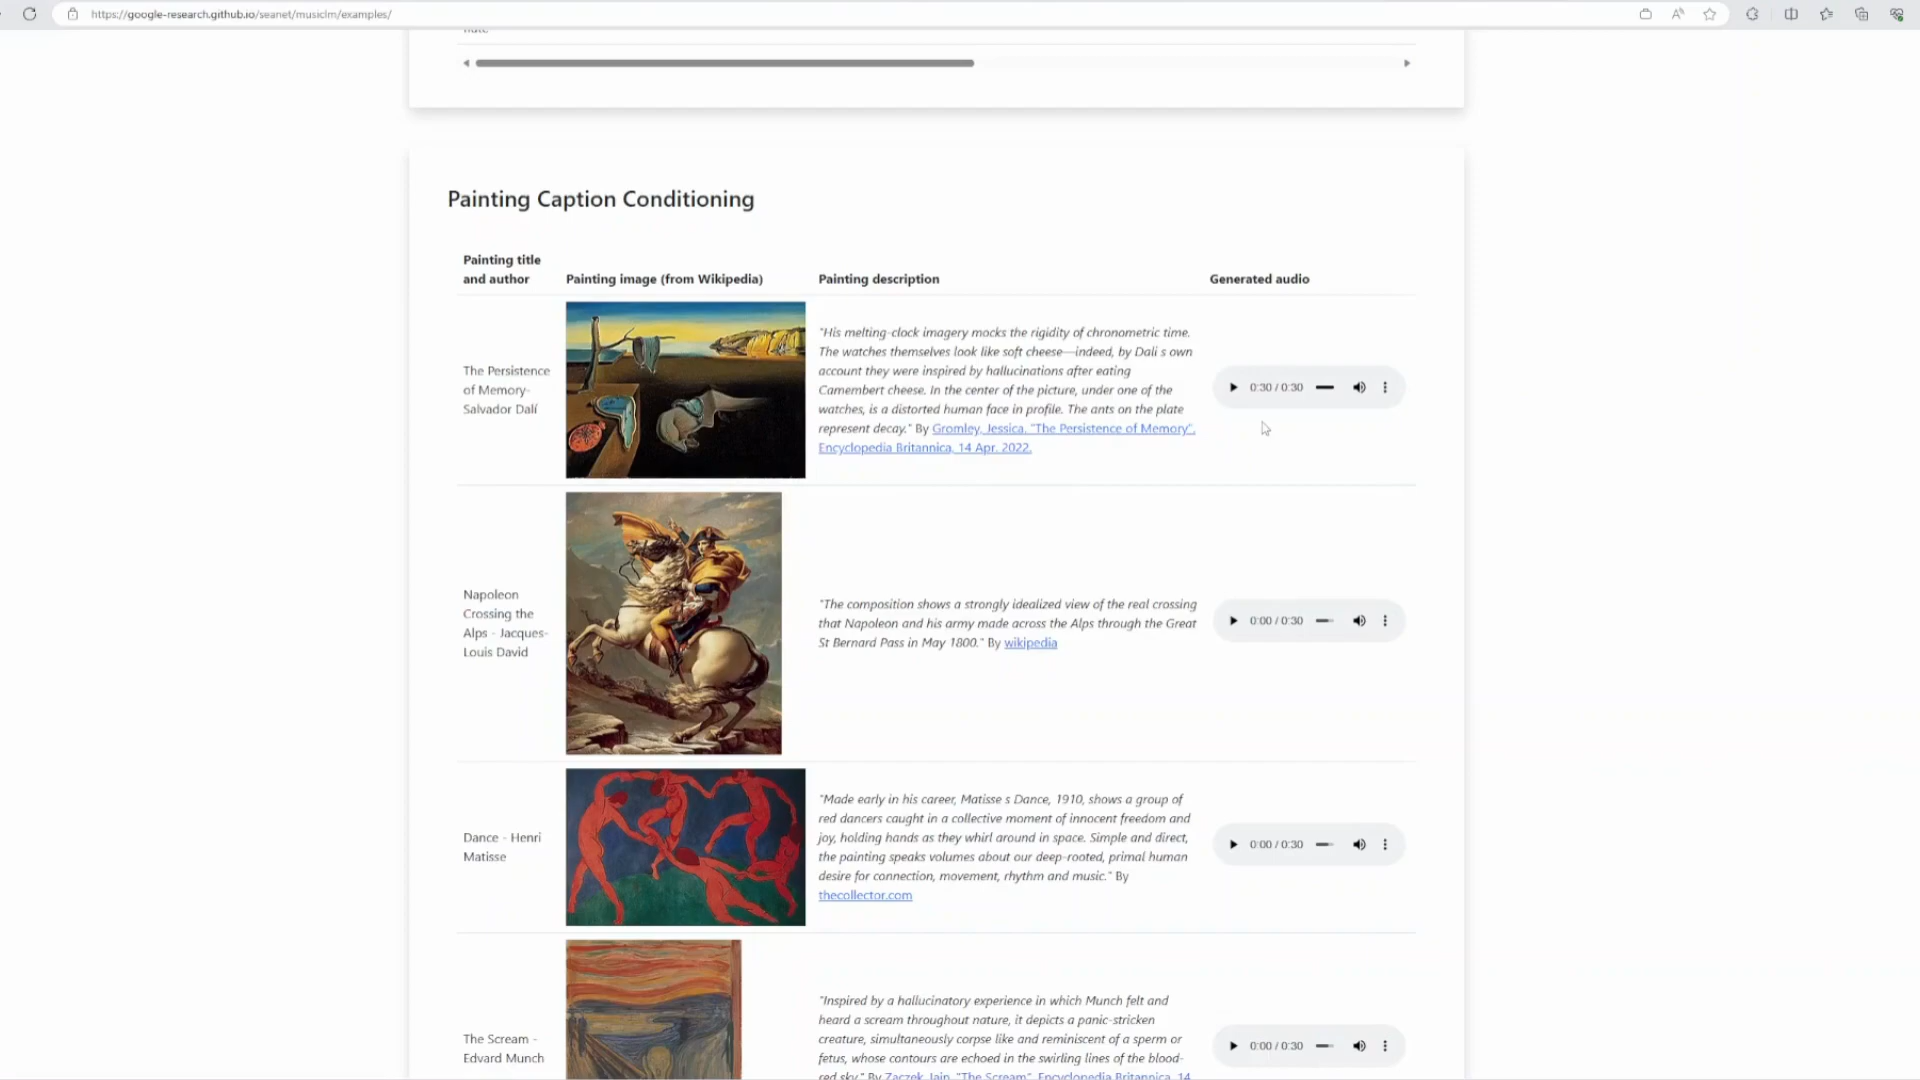 https://google-research.github.io/seanet/musiclm/examples/
Painting Caption Conditioning
Painting title
and author
Painting image (from Wikipedia)
Painting description
Generated audio
The Persistence
of Memory-
Salvador Dalí
"His melting-clock imagery mocks the rigidity of chronometric time.
The watches themselves look like soft cheese—indeed, by Dali s own
account they were inspired by hallucinations after eating
Camembert cheese. In the center of the picture, under one of the
watches, is a distorted human face in profile. The ants on the plate
represent decay." By Gromley, Jessica. "The Persistence of Memory".
Encyclopedia Britannica, 14 Apr. 2022.
0:30 / 0:30
Napoleon
Crossing the
Alps - Jacques-
Louis David
"The composition shows a strongly idealized view of the real crossing
that Napoleon and his army made across the Alps through the Great
St Bernard Pass in May 1800." By wikipedia
0:00 / 0:30
Dance - Henri
Matisse
"Made early in his career, Matisse s Dance, 1910, shows a group of
red dancers caught in a collective moment of innocent freedom and
joy, holding hands as they whirl around in space. Simple and direct,
the painting speaks volumes about our deep-rooted, primal human
desire for connection, movement, rhythm and music." By
thecollector.com
0:00 / 0:30
The Scream -
Edvard Munch
"Inspired by a hallucinatory experience in which Munch felt and
heard a scream throughout nature, it depicts a panic-stricken
creature, simultaneously corpse like and reminiscent of a sperm or
fetus, whose contours are echoed in the swirling lines of the blood-
red sky." By Zaczek, Iain. "The Scream". Encyclopedia Britannica, 14
0:00 / 0:30